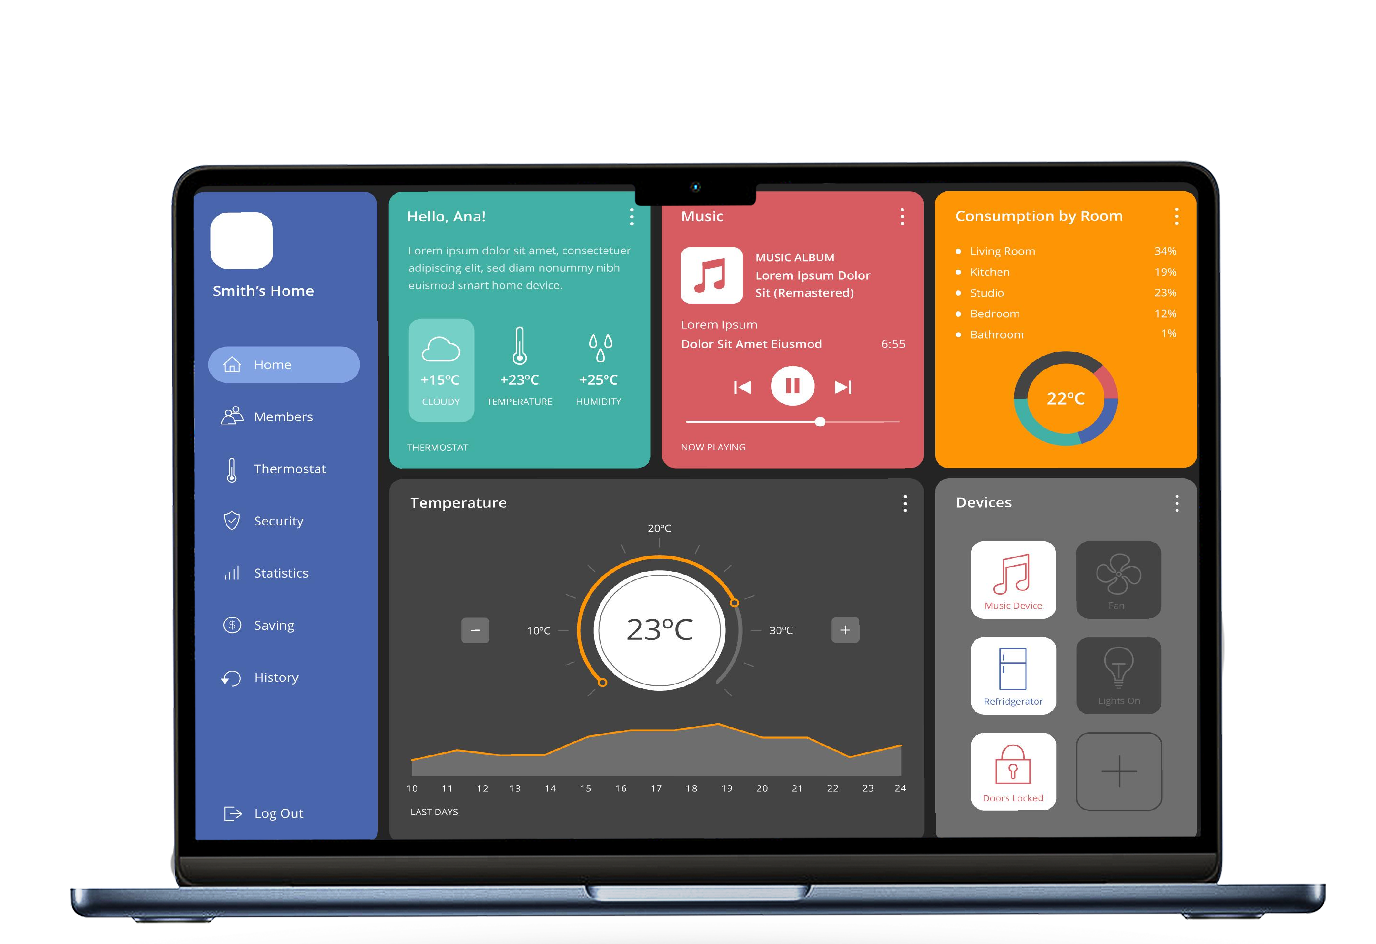 Smith's Home
Home
Members
Thermostat
Security
Statistics
Saving
History
Log Out
Hello, Ana!
Lorem ipsum dolor sit amet, consectetuer
adipiscing elit, sed diam nonummy nibh
euismod smart home device.
+15°C
CLOUDY
+23°C
TEMPERATURE
+25°C
HUMIDITY
THERMOSTAT
Music
MUSIC ALBUM
Lorem Ipsum Dolor
Sit (Remastered)
Lorem Ipsum
Dolor Sit Amet Eiusmod 6:55
NOW PLAYING
Consumption by Room
Living Room 34%
Kitchen 19%
Studio 23%
Bedroom 12%
Bathroom 1%
22°C
Temperature
20°C
10°C
23°C
30°C
10 11 12 13 14 15 16 17 18 19 20 21 22 23 24
LAST DAYS
Devices
Music Device
Fan
Refridgerator
Lights On
Doors Locked